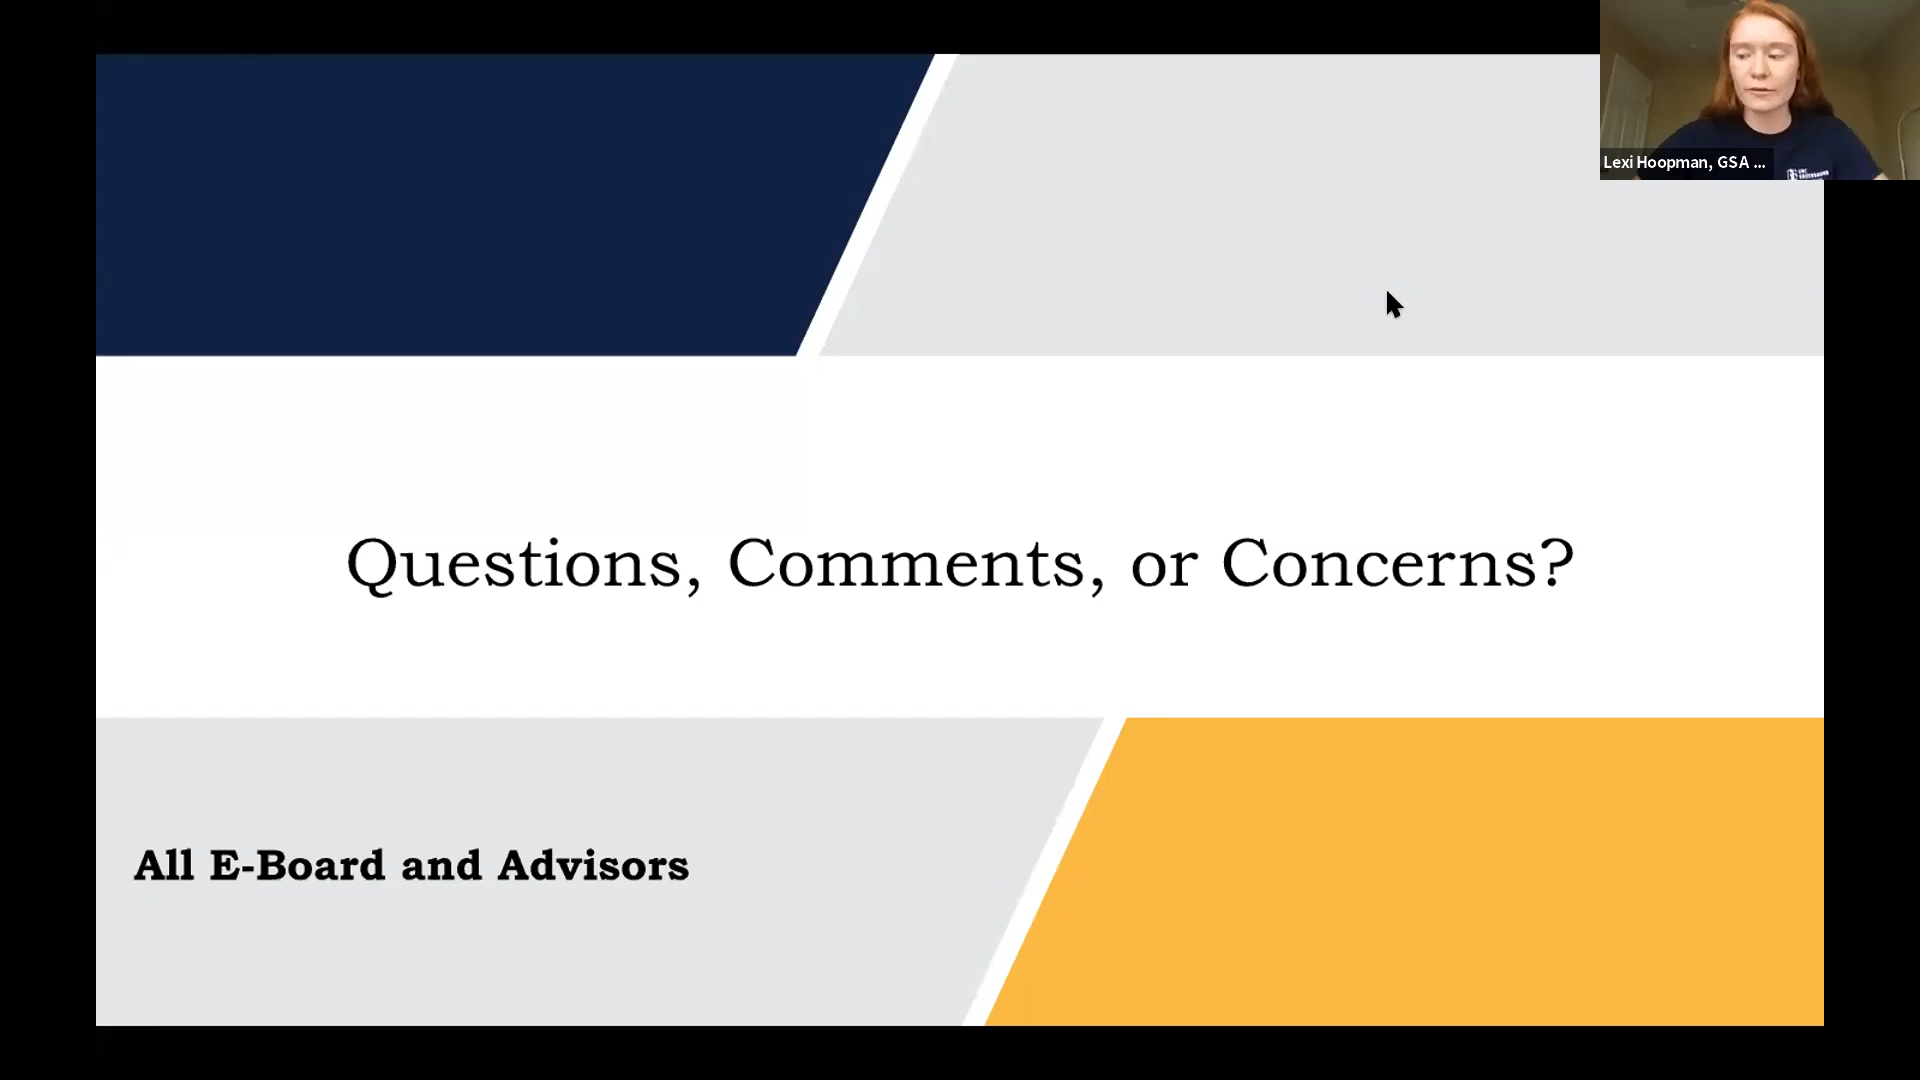 Lexi Hoopman, GSA ...
Questions, Comments, or Concerns?
All E-Board and Advisors